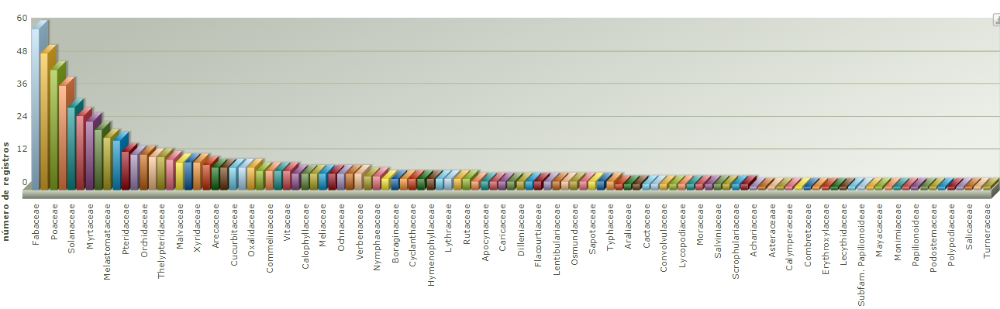 60
48
36
24
12
0
número de registros
Fabaceae
Poaceae
Solanaceae
Myrtaceae
Melastomataceae
Pteridaceae
Orchidaceae
Thelypteridaceae
Malvaceae
Xyridaceae
Arecaceae
Cucurbitaceae
Oxalidaceae
Commelinaceae
Vitaceae
Calophyllaceae
Meliaceae
Ochnaceae
Verbenaceae
Nymphaeaceae
Boraginaceae
Cyclanthaceae
Hymenophyllaceae
Lythraceae
Rutaceae
Apocynaceae
Caricaceae
Dilleniaceae
Flacourtiaceae
Lentibulariaceae
Osmundaceae
Sapotaceae
Typhaceae
Araliaceae
Cactaceae
Convolvulaceae
Lycopodiaceae
Moraceae
Salviniaceae
Scrophulariaceae
Achariaceae
Asteraceae
Calymperaceae
Combretaceae
Erythroxylaceae
Lecythidaceae
Subfam. Papilionoideae
Mayacaceae
Monimiaceae
Papilionoideae
Podostemaceae
Polypodiaceae
Salicaceae
Turneraceae